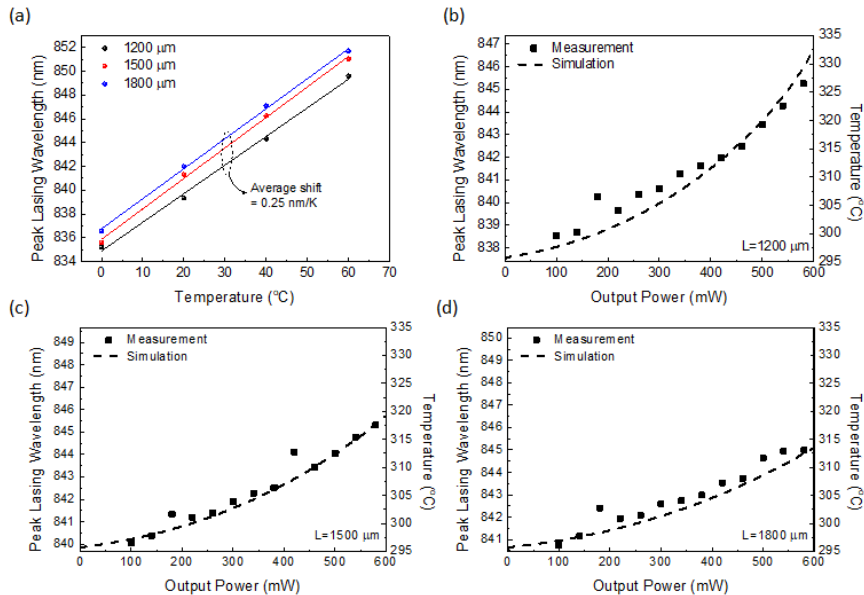 (a)
852
850
848
846
844
842
840
838
836
834
Peak Lasing Wavelength (nm)
1200 μm
1500 μm
1800 μm
Average shift
= 0.25 nm/K
0 10 20 30 40 50 60 70
Temperature (°C)
(b)
847
846
845
844
843
842
841
840
839
838
Peak Lasing Wavelength (nm)
Measurement
Simulation
L=1200 μm
335
330
325
320
315
310
305
300
295
Temperature (°C)
0 100 200 300 400 500 600
Output Power (mW)
(c)
849
848
847
846
845
844
843
842
841
840
Peak Lasing Wavelength (nm)
Measurement
Simulation
L=1500 μm
335
330
325
320
315
310
305
300
295
Temperature (°C)
0 100 200 300 400 500 600
Output Power (mW)
(d)
850
849
848
847
846
845
844
843
842
841
Peak Lasing Wavelength (nm)
Measurement
Simulation
L=1800 μm
335
330
325
320
315
310
305
300
295
Temperature (°C)
0 100 200 300 400 500 600
Output Power (mW)